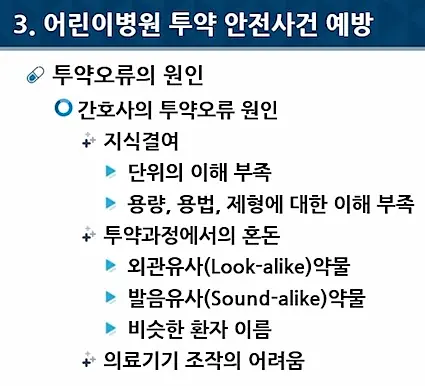 3. 어린이병원 투약 안전사건 예방
투약오류의 원인
간호사의 투약오류 원인
지식결여
단위의 이해 부족
용량, 용법, 제형에 대한 이해 부족
투약과정에서의 혼돈
외관유사(Look-alike)약물
발음유사(Sound-alike)약물
비슷한 환자 이름
의료기기 조작의 어려움